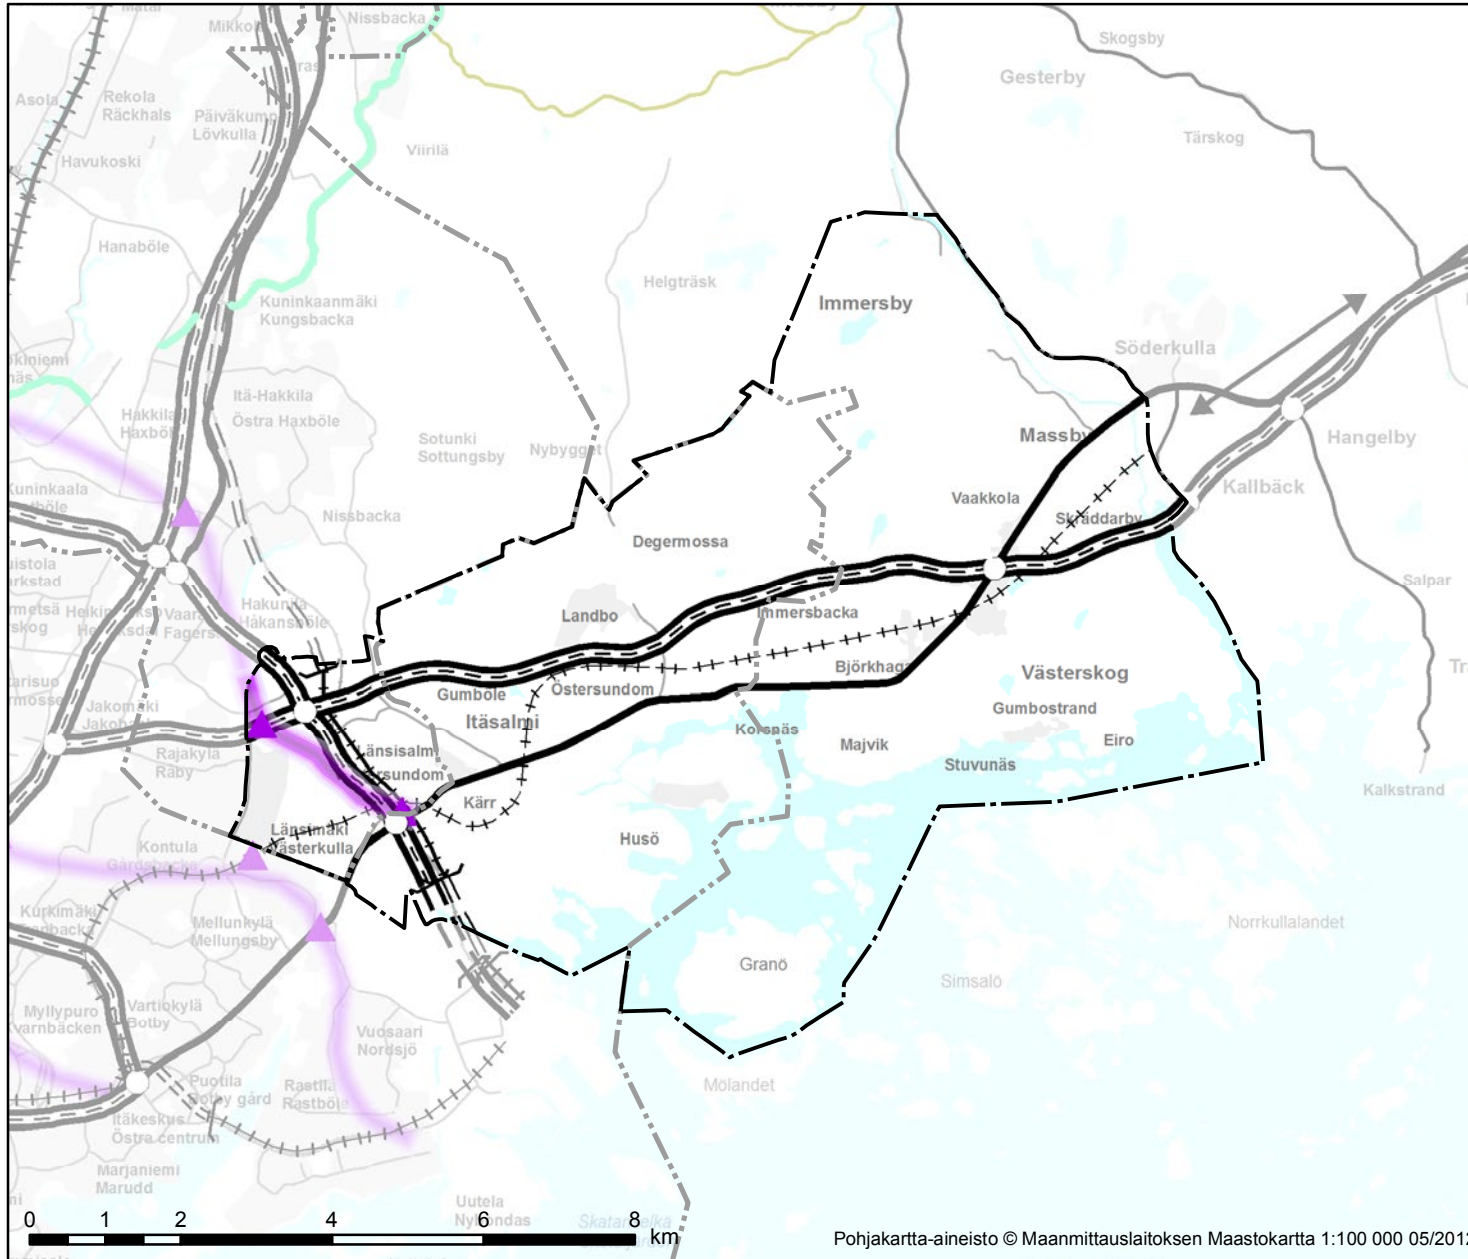 Nissbacka
Skogsby
Gesterby
Asola
Rekola
Räckhals
Päiväkump
Lövkulla
Havukoski
Viirilä
Tärskog
Hanaböle
Helgträsk
Kuninkaanmäki
Kungsbacka
Immersby
Söderkulla
Itä-Hakkila
Östra Haxböle
Hakkila
Haxböl
Sotunki
Sottungsby
Nybygget
Massby
Hangelby
Kallbäck
Vaakkola
Skräddarby
Nissbacka
Degermossa
Salpar
Hakunila
Håkansböle
Landbo
Immersbacka
Björkhaga
Västerskog
Östersundom
Gumböle
Itäsalmi
Gumbostrand
Jakomäki
Rajakylä
Råby
Länsisalmi
Korsnäs
Majvik
Eiro
Stuvunäs
Kärr
Kalkstrand
Länsimäki
Västerkulla
Husö
Kontula
Gårdsbacka
Kurkimäki
Mellunkylä
Mellungsby
Norrkullalandet
Granö
Simsalö
Myllypuro
Kvarnbäcken
Vartiokylä
Botby
Vuosaari
Nordsjö
Mölandet
Puotila
Botby gård
Rastila
Rastböle
Itäkeskus
Östra centrum
Marjaniemi
Marudd
Uutela
0 1 2 4 6 8 km
Pohjakartta-aineisto © Maanmittauslaitoksen Maastokartta 1:100 000 05/2012